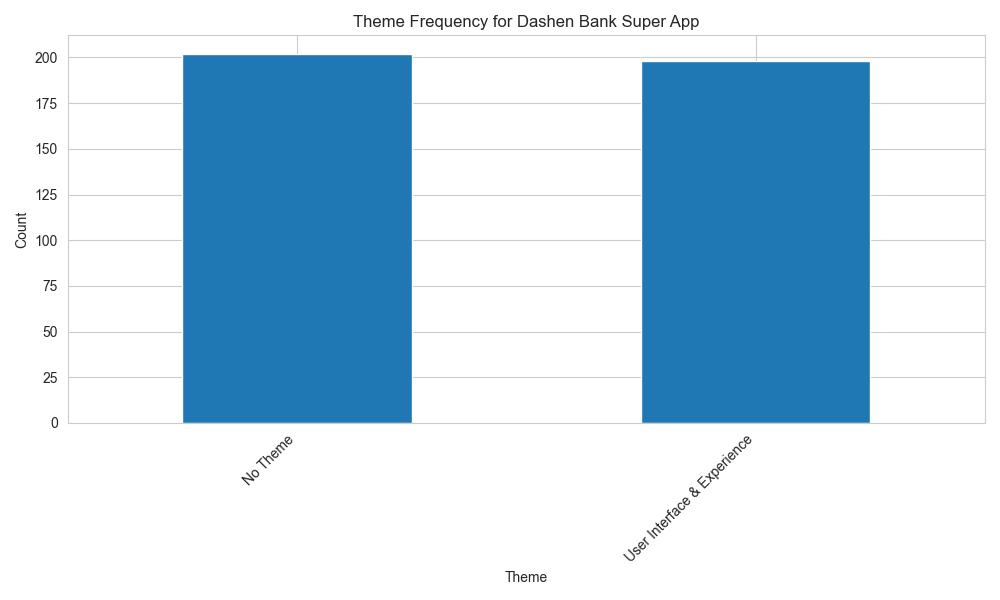 Theme Frequency for Dashen Bank Super App
200
175
150
125
100
75
50
25
0
Count
No Theme
User Interface & Experience
Theme